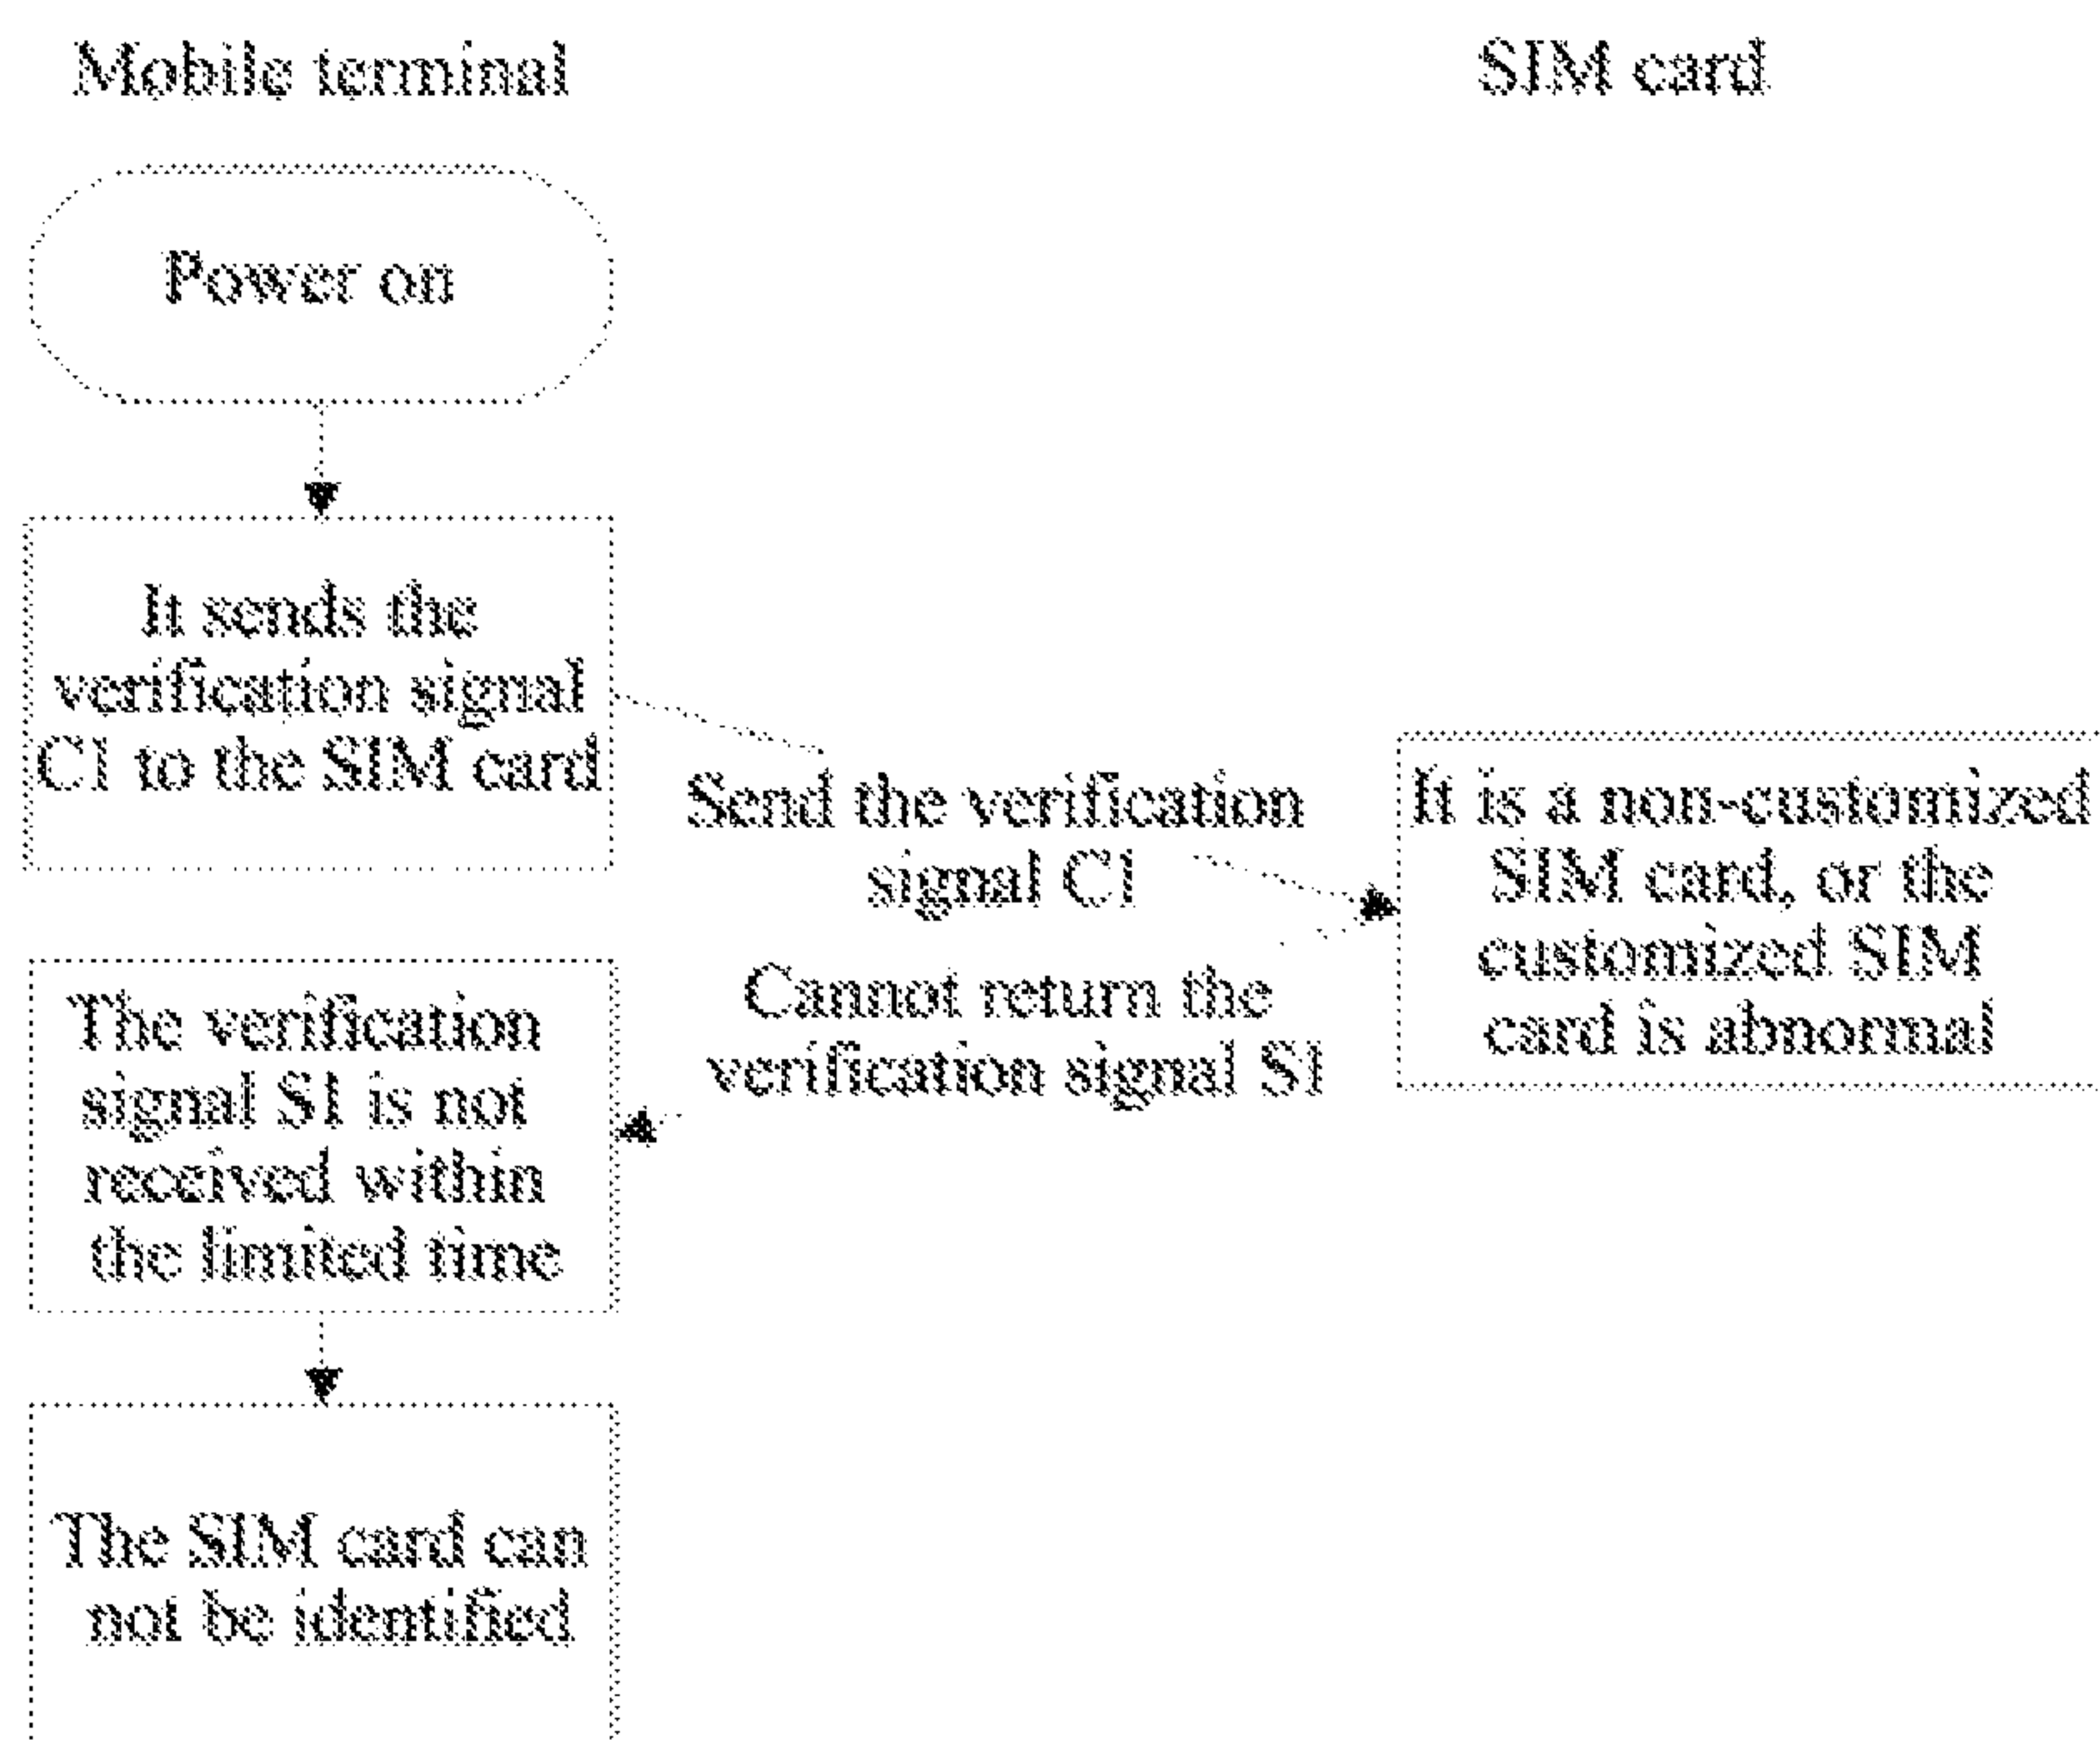 Mobile terminal
SIM card
Power on
It sends the
verification signal
C1 to the SIM card
Send the verification
signal C1
It is a non-customized
SIM card, or the
customized SIM
card is abnormal
Cannot return the
verification signal S1
The verification
signal S1 is not
received within
the limited time
The SIM card can
not be identified